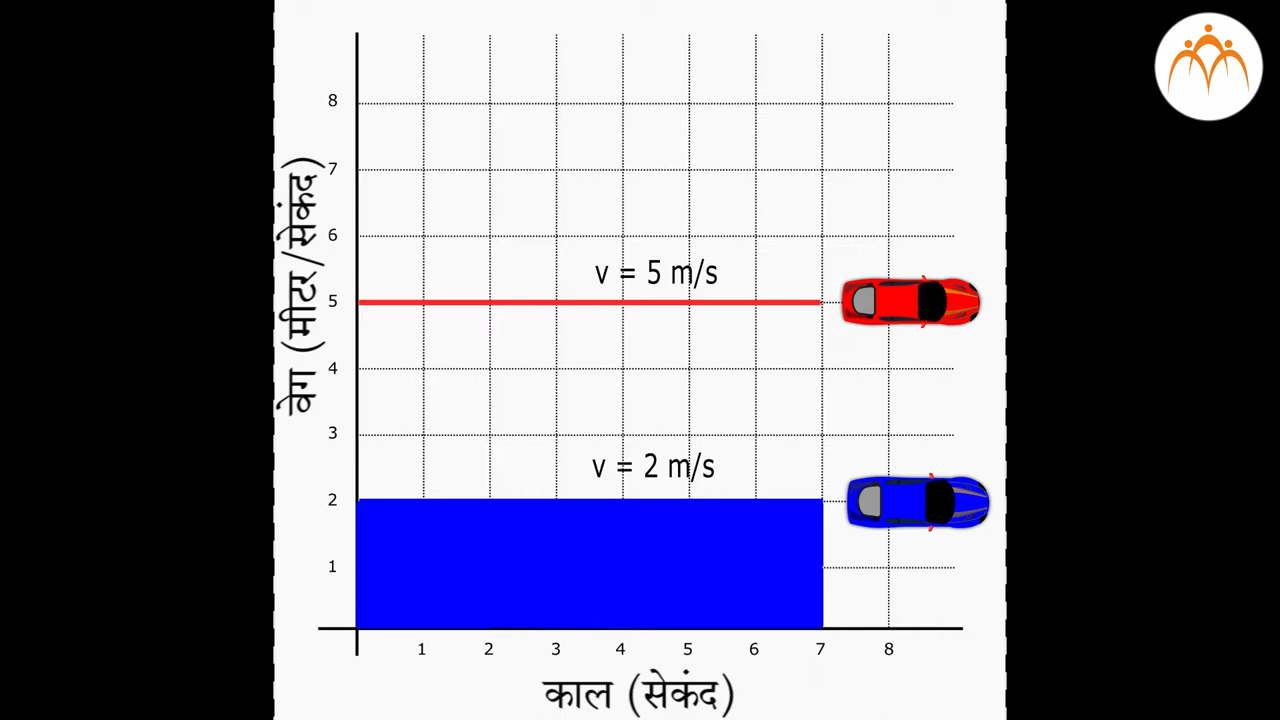 8
7
6
v = 5 m/s
5
4
3
v = 2 m/s
2
1
वेग (मीटर/सेकंद)
1 2 3 4 5 6 7 8
काल (सेकंद)